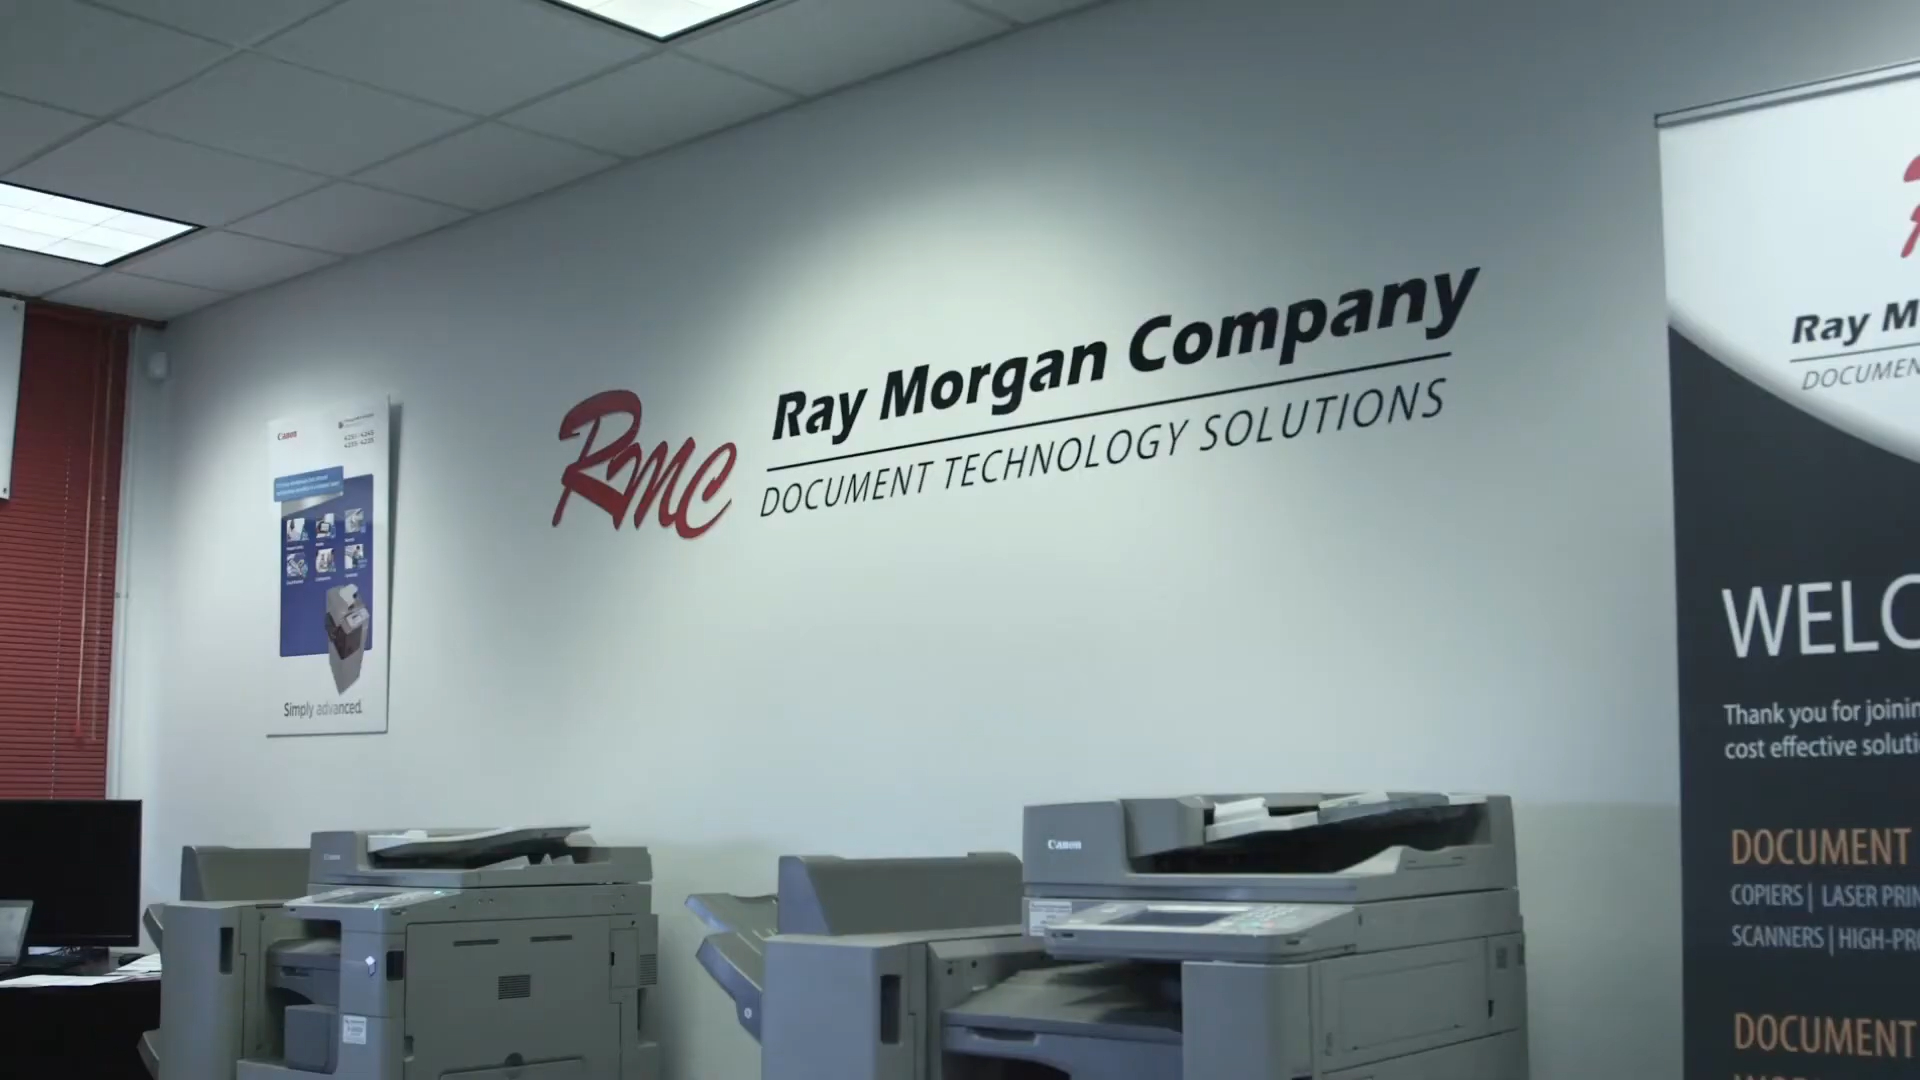 RMC
Ray Morgan Company
DOCUMENT TECHNOLOGY SOLUTIONS
Canon
Simply advanced.
Canon
Canon
Ray M
DOCUMEN
WELC
Thank you for joinin
cost effective soluti
DOCUMENT
COPIERS | LASER PRIN
SCANNERS | HIGH-PR
DOCUMENT